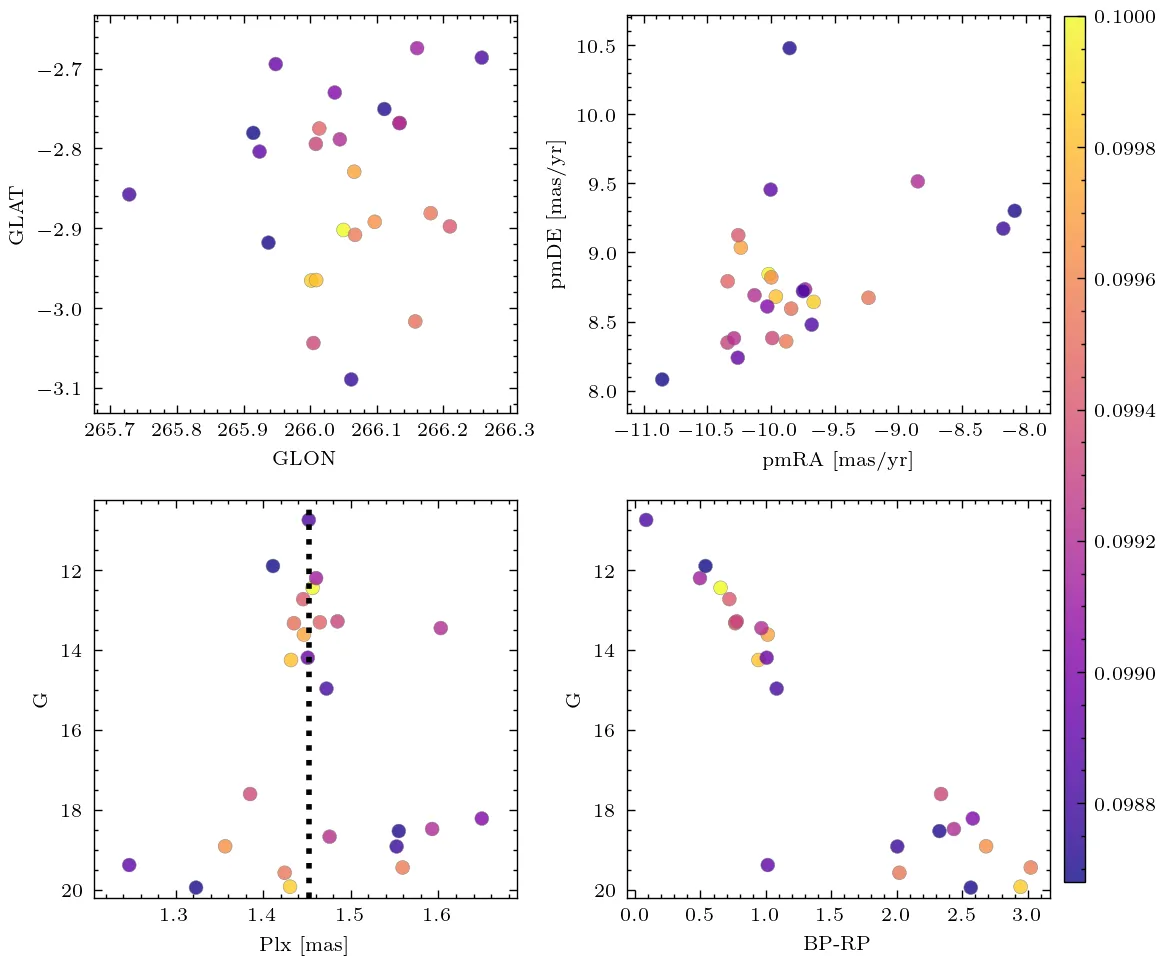 −2.7
−2.8
−2.9
−3.0
−3.1
GLAT
265.7 265.8 265.9 266.0 266.1 266.2 266.3
GLON
10.5
10.0
9.5
9.0
8.5
8.0
pmDE [mas/yr]
−11.0 −10.5 −10.0 −9.5 −9.0 −8.5 −8.0
pmRA [mas/yr]
0.1000
0.0998
0.0996
0.0994
0.0992
0.0990
0.0988
12
14
16
18
20
G
1.3 1.4 1.5 1.6
Plx [mas]
12
14
16
18
20
G
0.0 0.5 1.0 1.5 2.0 2.5 3.0
BP-RP